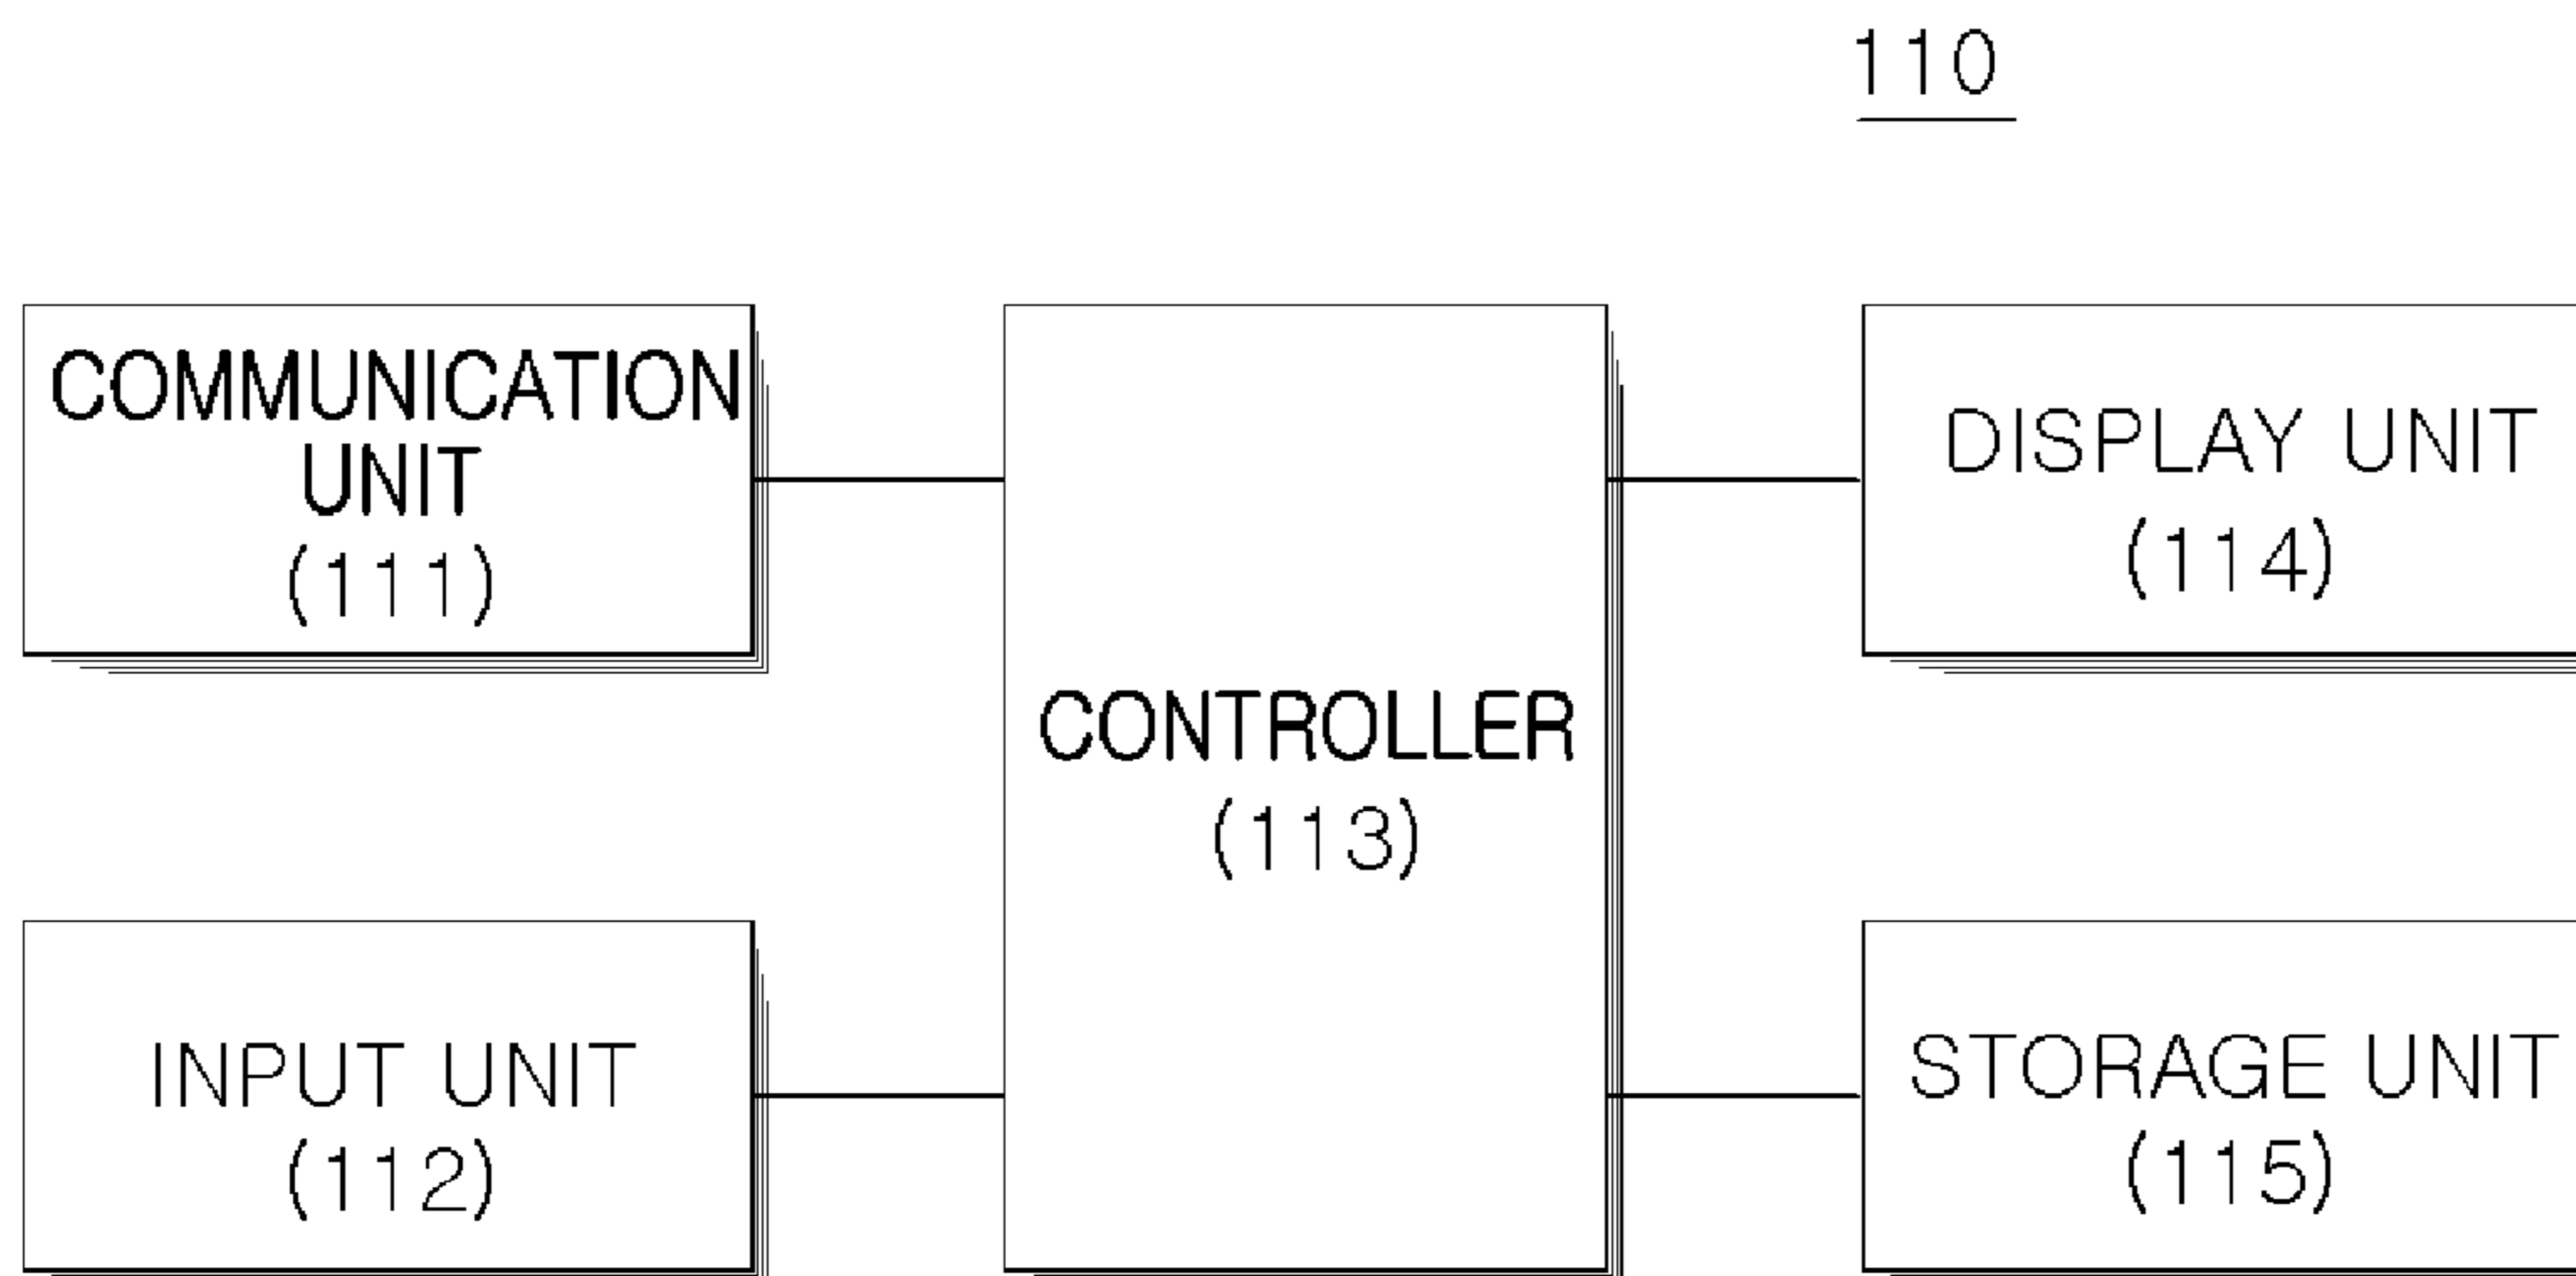 110
COMMUNICATION
UNIT
(111)
DISPLAY UNIT
(114)
CONTROLLER
(113)
INPUT UNIT
(112)
STORAGE UNIT
(115)